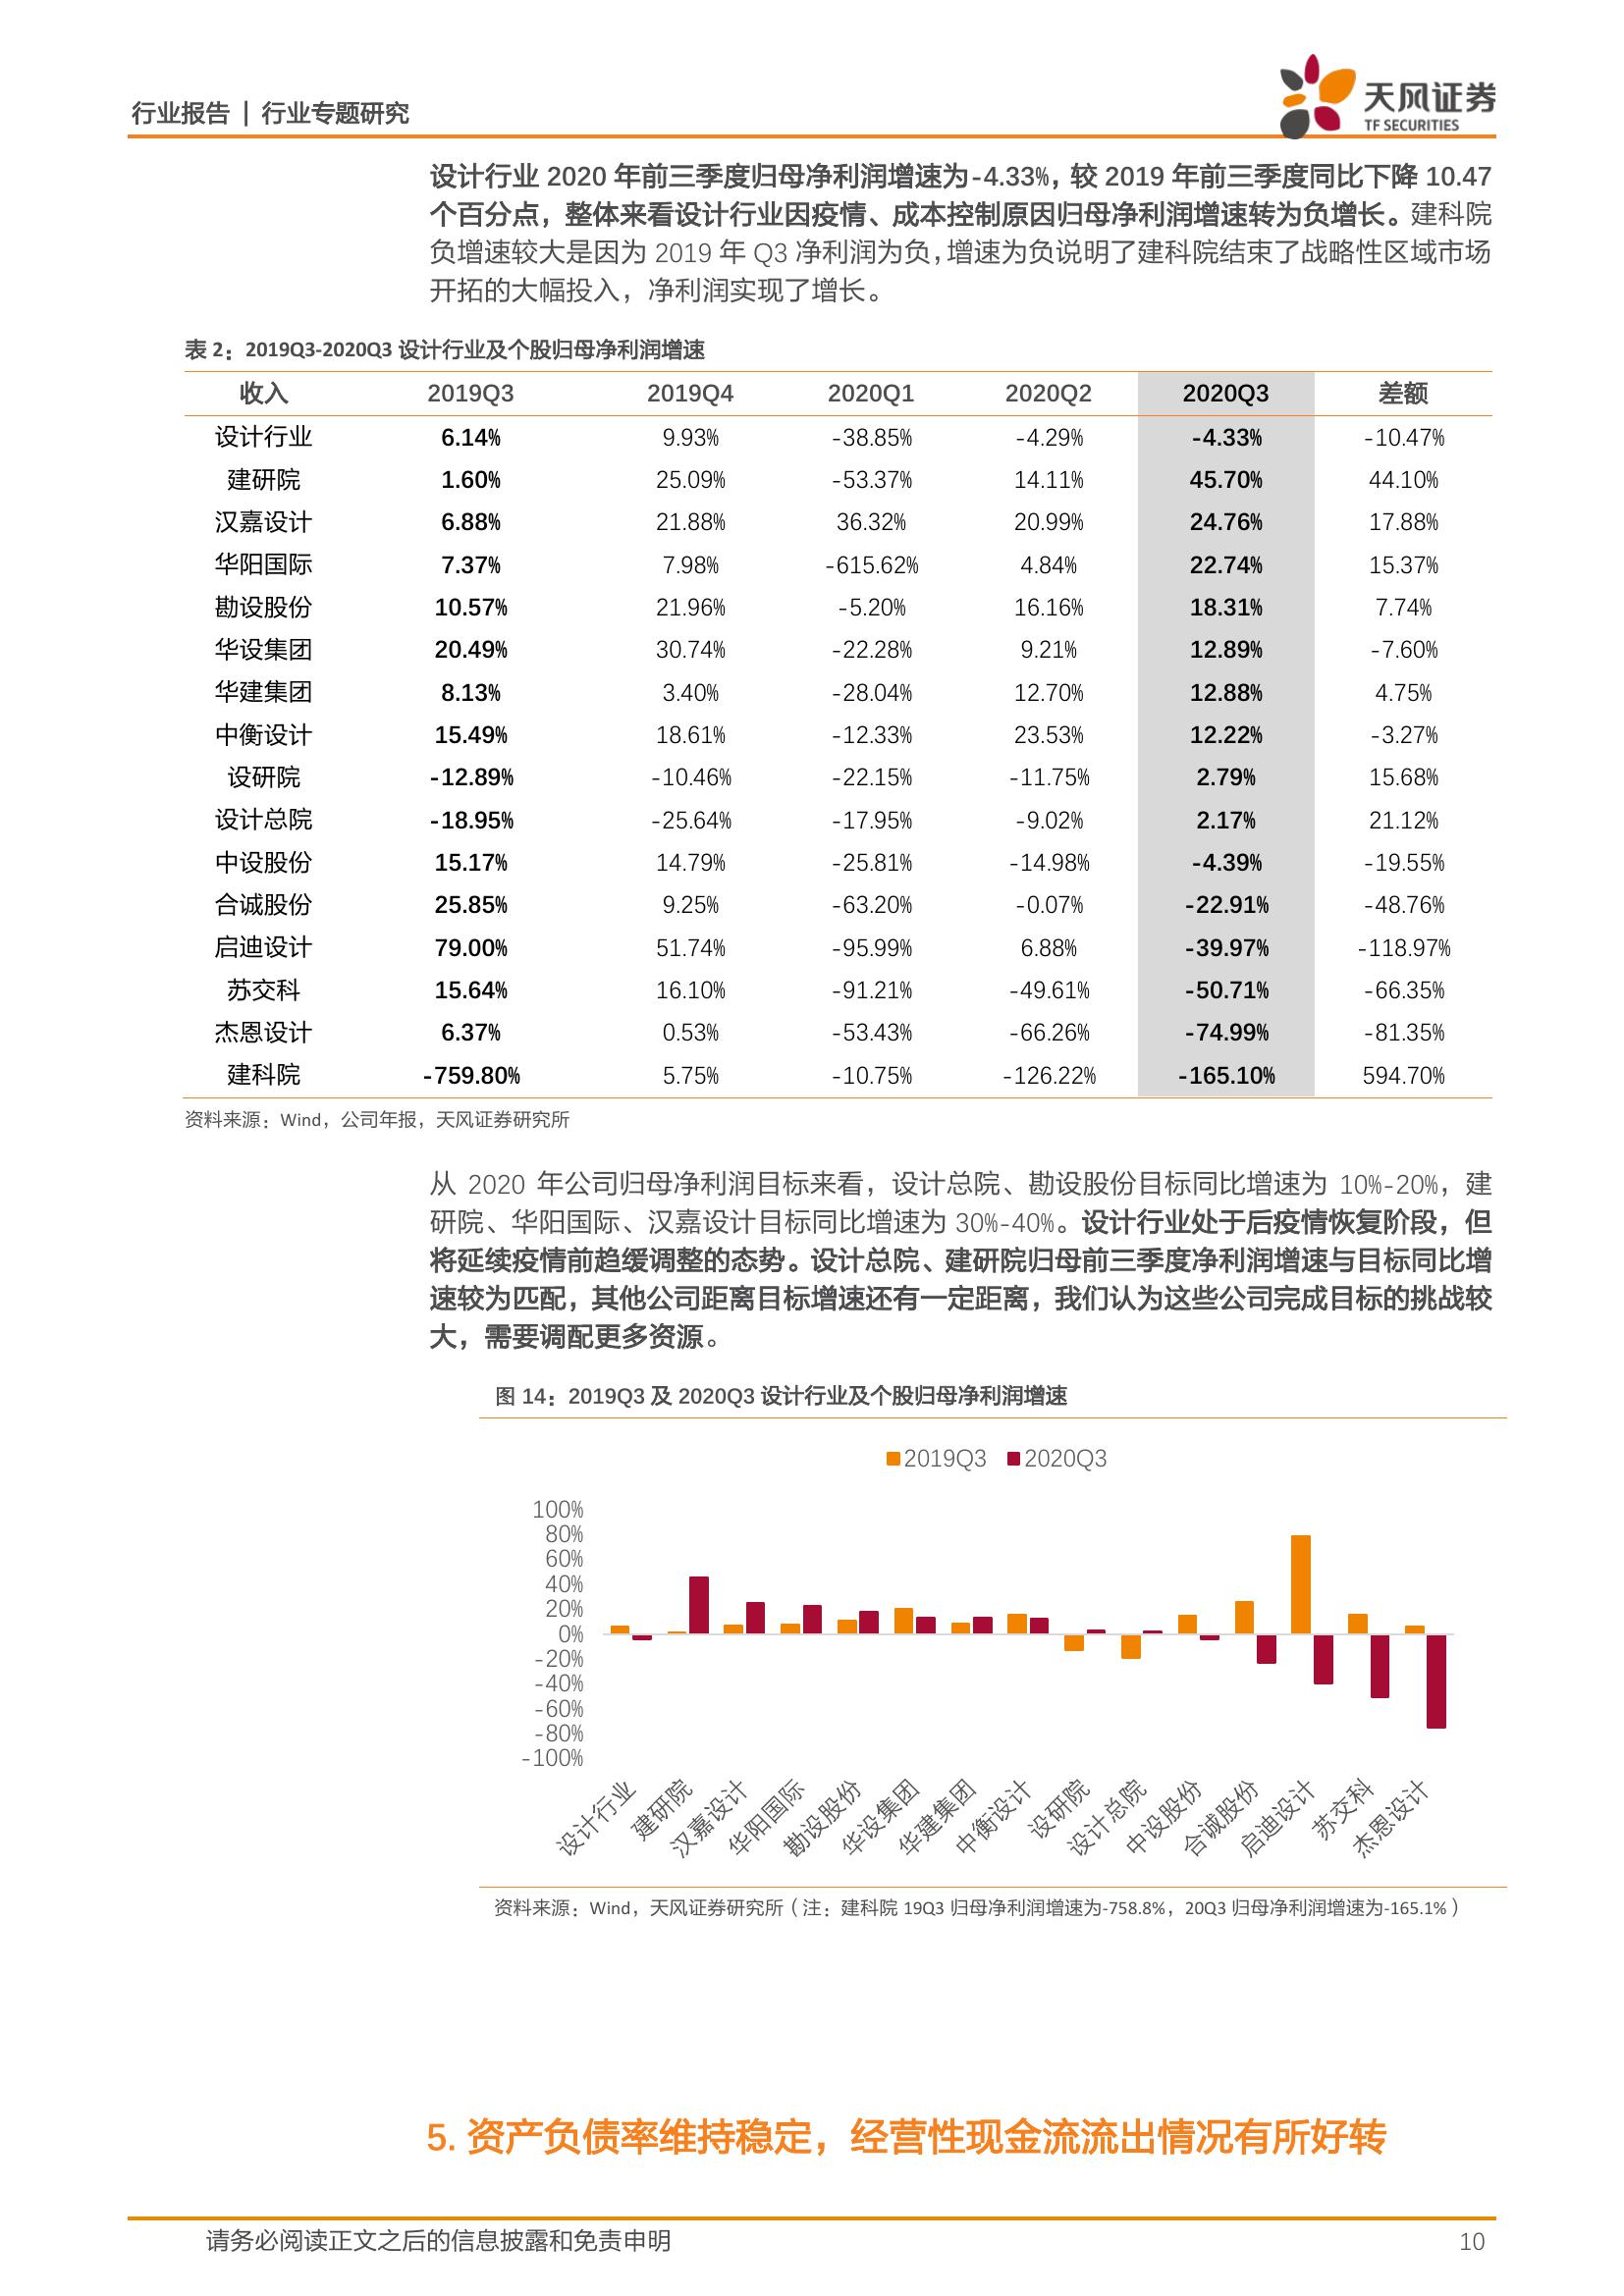 行业报告 | 行业专题研究
天风证券
TF SECURITIES
设计行业 2020 年前三季度归母净利润增速为-4.33%, 较 2019 年前三季度同比下降 10.47
个百分点，整体来看设计行业因疫情、成本控制原因归母净利润增速转为负增长。建科院
负增速较大是因为 2019 年 Q3 净利润为负，增速为负说明了建科院结束了战略性区域市场
开拓的大幅投入，净利润实现了增长。
表 2：2019Q3-2020Q3 设计行业及个股归母净利润增速
收入 2019Q3 2019Q4 2020Q1 2020Q2 2020Q3 差额
设计行业 6.14% 9.93% -38.85% -4.29% -4.33% -10.47%
建研院 1.60% 25.09% -53.37% 14.11% 45.70% 44.10%
汉嘉设计 6.88% 21.88% 36.32% 20.99% 24.76% 17.88%
华阳国际 7.37% 7.98% -615.62% 4.84% 22.74% 15.37%
勘设股份 10.57% 21.96% -5.20% 16.16% 18.31% 7.74%
华设集团 20.49% 30.74% -22.28% 9.21% 12.89% -7.60%
华建集团 8.13% 3.40% -28.04% 12.70% 12.88% 4.75%
中衡设计 15.49% 18.61% -12.33% 23.53% 12.22% -3.27%
设研院 -12.89% -10.46% -22.15% -11.75% 2.79% 15.68%
设计总院 -18.95% -25.64% -17.95% -9.02% 2.17% 21.12%
中设股份 15.17% 14.79% -25.81% -14.98% -4.39% -19.55%
合诚股份 25.85% 9.25% -63.20% -0.07% -22.91% -48.76%
启迪设计 79.00% 51.74% -95.99% 6.88% -39.97% -118.97%
苏交科 15.64% 16.10% -91.21% -49.61% -50.71% -66.35%
杰恩设计 6.37% 0.53% -53.43% -66.26% -74.99% -81.35%
建科院 -759.80% 5.75% -10.75% -126.22% -165.10% 594.70%
资料来源：Wind，公司年报，天风证券研究所
从 2020 年公司归母净利润目标来看，设计总院、勘设股份目标同比增速为 10%-20%，建
研院、华阳国际、汉嘉设计目标同比增速为 30%-40%。设计行业处于后疫情恢复阶段，但
将延续疫情前趋缓调整的态势。设计总院、建研院归母前三季度净利润增速与目标同比增
速较为匹配，其他公司距离目标增速还有一定距离，我们认为这些公司完成目标的挑战较
大，需要调配更多资源。
图 14：2019Q3 及 2020Q3 设计行业及个股归母净利润增速
2019Q3 2020Q3
100%
80%
60%
40%
20%
0%
-20%
-40%
-60%
-80%
-100%
设计行业 建研院 汉嘉设计 华阳国际 勘设股份 华设集团 华建集团 中衡设计 设研院 设计总院 中设股份 合诚股份 启迪设计 苏交科 杰恩设计
资料来源：Wind，天风证券研究所（注：建科院 19Q3 归母净利润增速为-758.8%，20Q3 归母净利润增速为-165.1%）
5. 资产负债率维持稳定，经营性现金流流出情况有所好转
请务必阅读正文之后的信息披露和免责申明 10